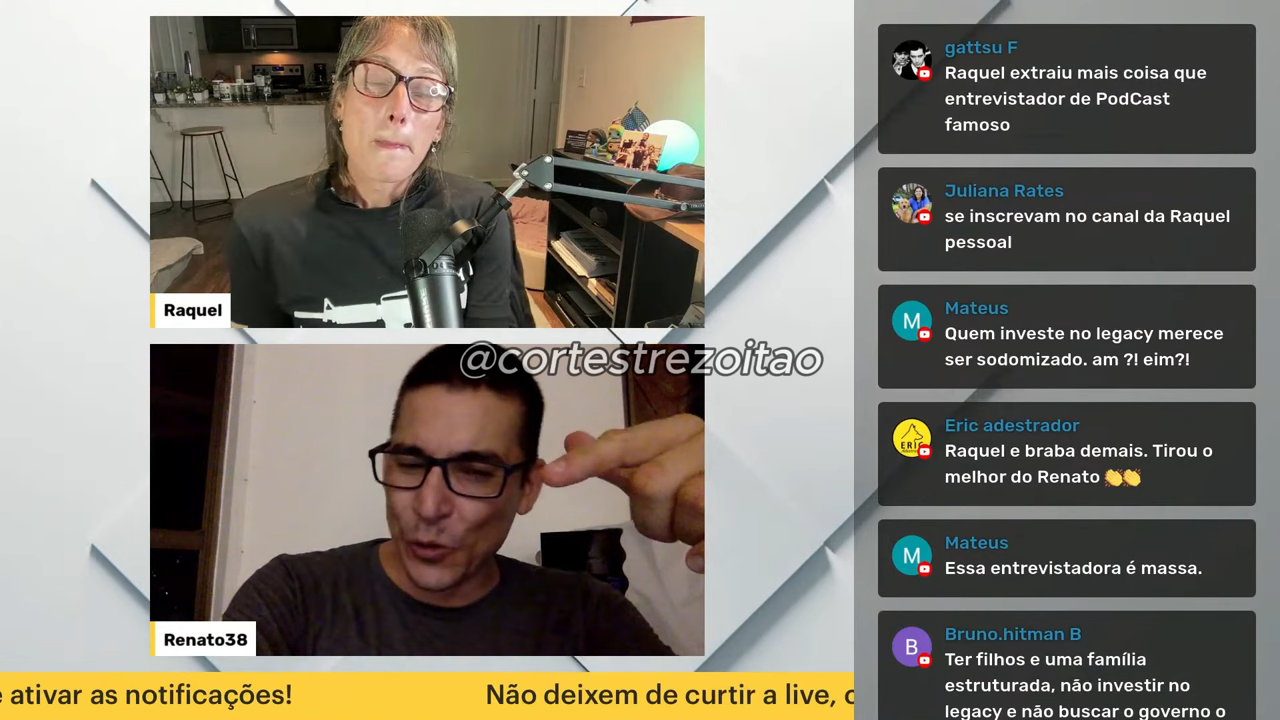 gattsu F
Raquel extraiu mais coisa que
entrevistador de PodCast
famoso
Juliana Rates
se inscrevam no canal da Raquel
pessoal
Mateus
Quem investe no legacy merece
ser sodomizado. am ?! eim?!
Eric adestrador
Raquel e braba demais. Tirou o
melhor do Renato 👏👏
Mateus
Essa entrevistadora é massa.
Bruno.hitman B
Ter filhos e uma família
estruturada, não investir no
legacy e não buscar o governo o
Raquel
@cortestrezoitao
Renato38
e ativar as notificações!
Não deixem de curtir a live, c
M
ERIC
M
B